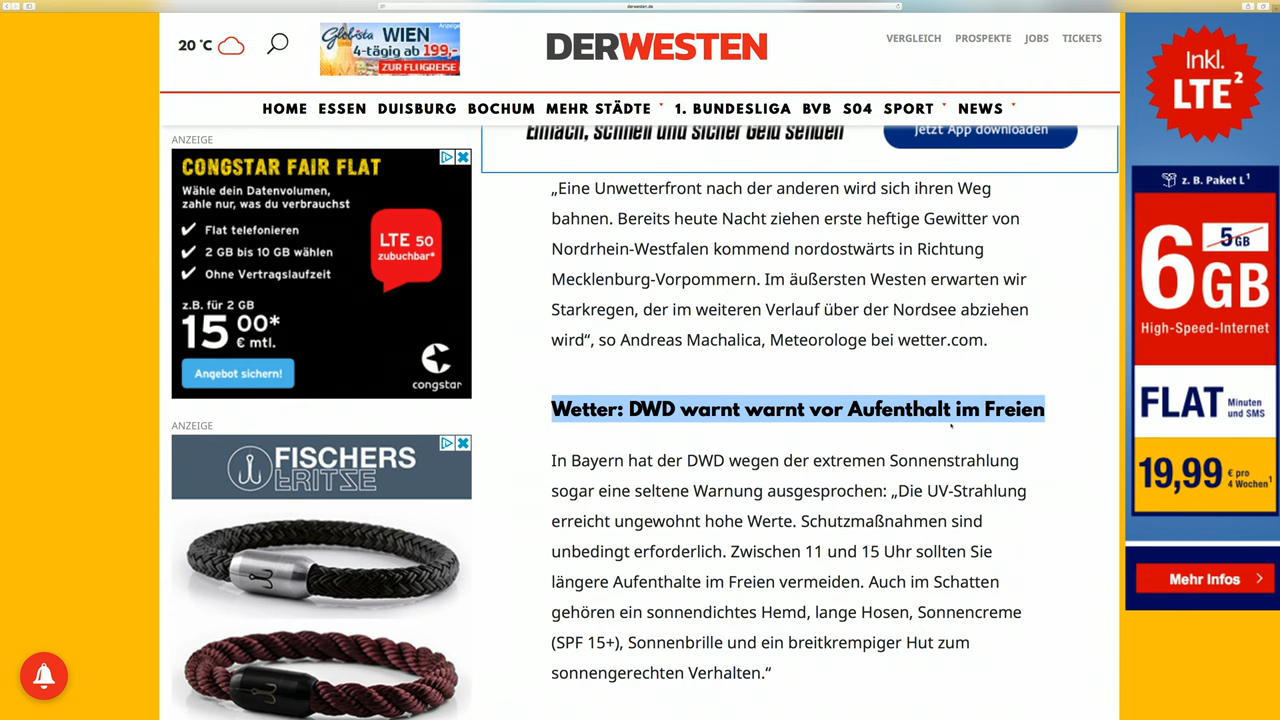 derwesten.de
20 °C
Globista
WIEN
Anzeige
4-tägig ab 199,-
ZUR FLUGREISE
DERWESTEN
VERGLEICH PROSPEKTE JOBS TICKETS
HOME ESSEN DUISBURG BOCHUM MEHR STÄDTE 1. BUNDESLIGA BVB S04 SPORT NEWS
ANZEIGE
CONGSTAR FAIR FLAT
Wähle dein Datenvolumen,
zahle nur, was du verbrauchst
Flat telefonieren
2 GB bis 10 GB wählen
Ohne Vertragslaufzeit
LTE 50
zubuchbar*
z.B. für 2 GB
15 00*
€ mtl.
Angebot sichern!
congstar
ANZEIGE
FISCHERS
FRITZE
Einfach, schnell und sicher Geld senden
Jetzt App downloaden
„Eine Unwetterfront nach der anderen wird sich ihren Weg
bahnen. Bereits heute Nacht ziehen erste heftige Gewitter von
Nordrhein-Westfalen kommend nordostwärts in Richtung
Mecklenburg-Vorpommern. Im äußersten Westen erwarten wir
Starkregen, der im weiteren Verlauf über der Nordsee abziehen
wird“, so Andreas Machalica, Meteorologe bei wetter.com.
Wetter: DWD warnt warnt vor Aufenthalt im Freien
In Bayern hat der DWD wegen der extremen Sonnenstrahlung
sogar eine seltene Warnung ausgesprochen: „Die UV-Strahlung
erreicht ungewohnt hohe Werte. Schutzmaßnahmen sind
unbedingt erforderlich. Zwischen 11 und 15 Uhr sollten Sie
längere Aufenthalte im Freien vermeiden. Auch im Schatten
gehören ein sonnendichtes Hemd, lange Hosen, Sonnencreme
(SPF 15+), Sonnenbrille und ein breitkrempiger Hut zum
sonnengerechten Verhalten.“
Inkl.
LTE²
z. B. Paket L¹
5 GB
6 GB
High-Speed-Internet
FLAT Minuten
und SMS
19,99 € pro
4 Wochen¹
Mehr Infos